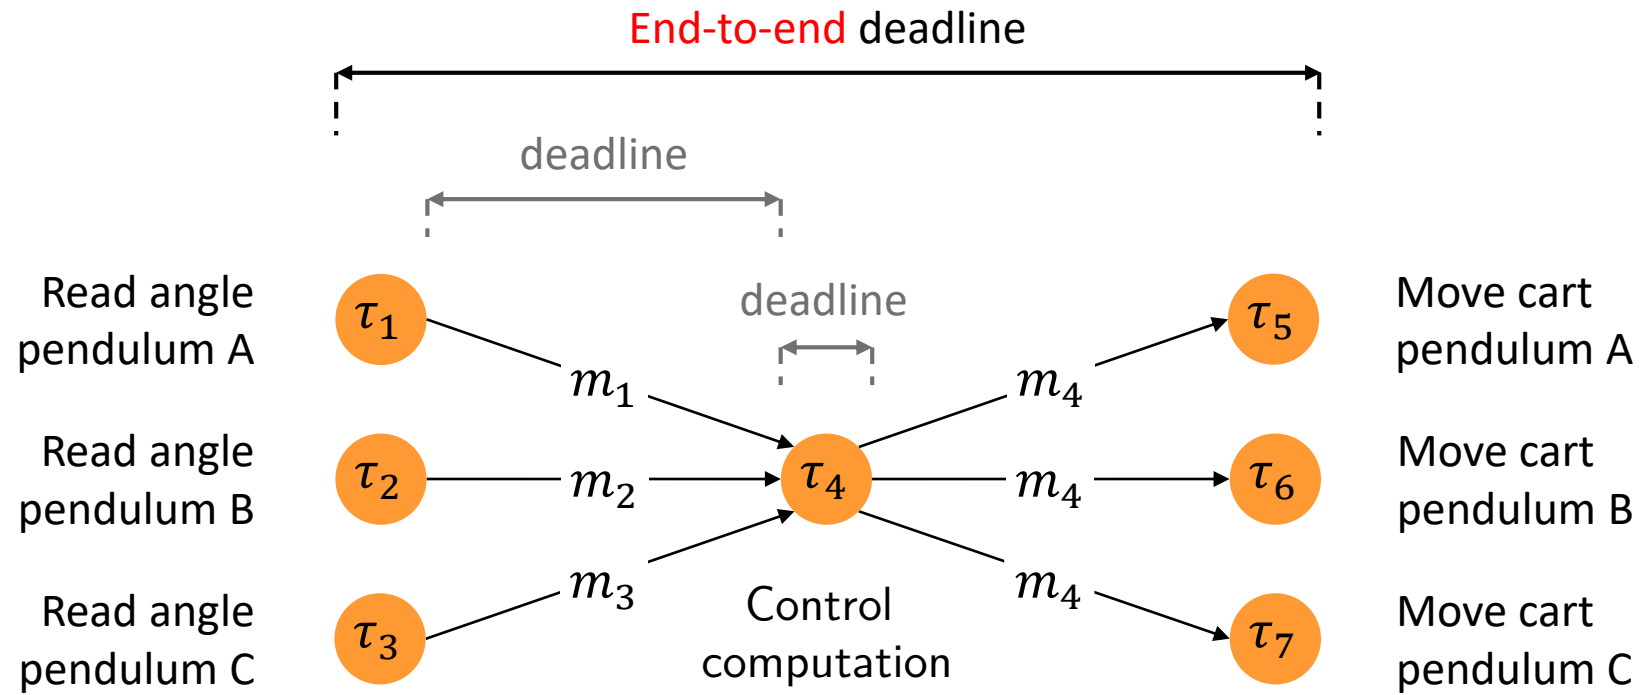 End-to-end deadline
deadline
deadline
Read angle
pendulum A
τ₁
m₁
m₄
τ₅
Move cart
pendulum A
Read angle
pendulum B
τ₂
m₂
τ₄
m₄
τ₆
Move cart
pendulum B
Read angle
pendulum C
τ₃
m₃
Control
computation
m₄
τ₇
Move cart
pendulum C